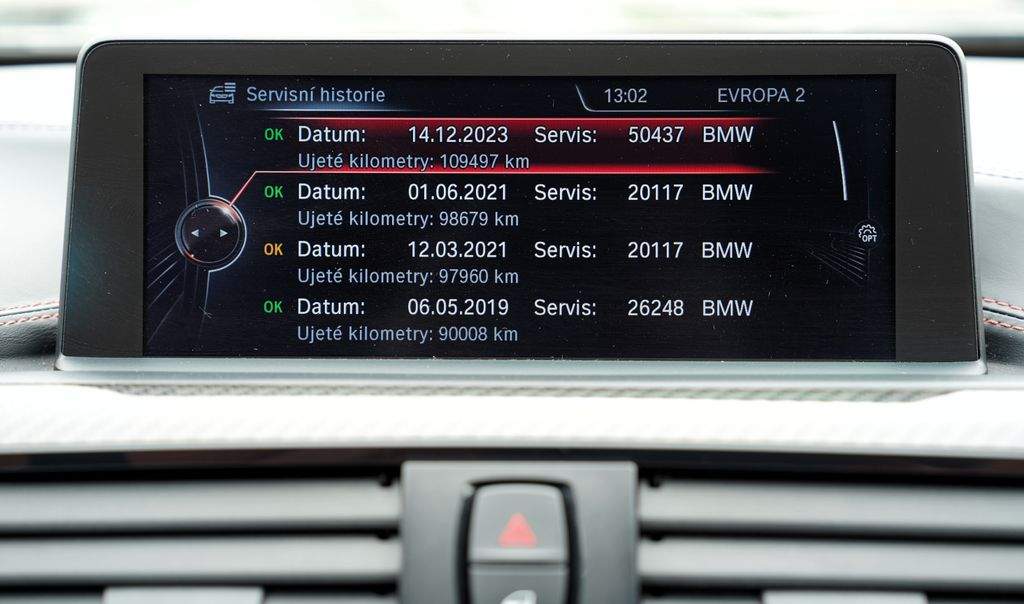 Servisní historie 13:02 EVROPA 2
OK Datum: 14.12.2023 Servis: 50437 BMW
Ujeté kilometry: 109497 km
OK Datum: 01.06.2021 Servis: 20117 BMW
Ujeté kilometry: 98679 km
OK Datum: 12.03.2021 Servis: 20117 BMW
Ujeté kilometry: 97960 km
OK Datum: 06.05.2019 Servis: 26248 BMW
Ujeté kilometry: 90008 km
OPT